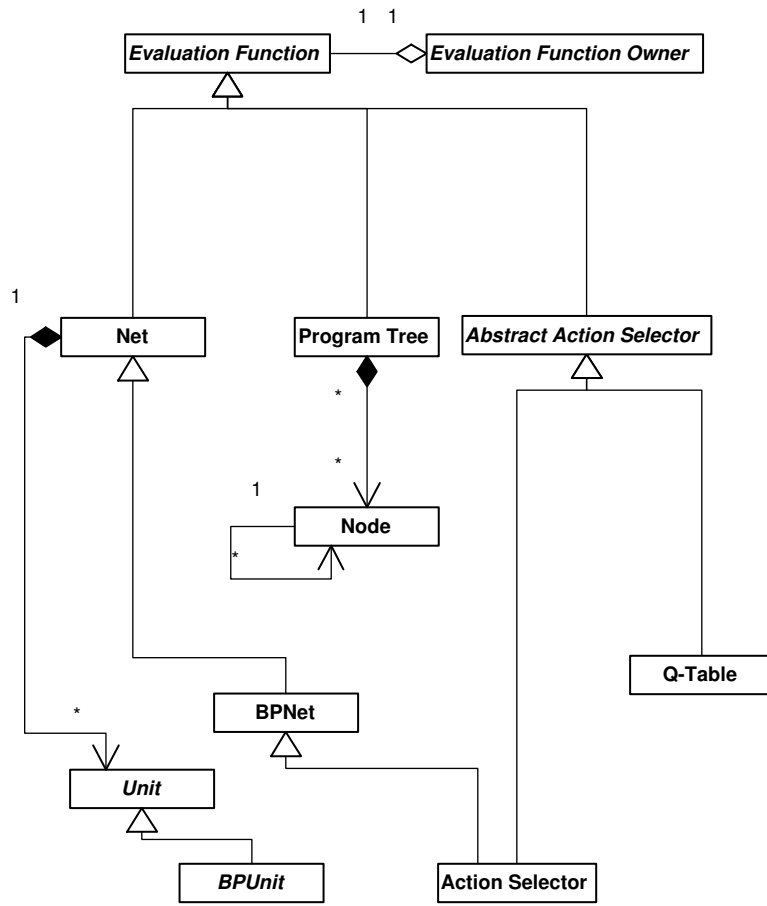 1 1
Evaluation Function Evaluation Function Owner
1
Net Program Tree Abstract Action Selector
*
*
1
Node
*
Q-Table
BPNet
*
Unit
BPUnit Action Selector